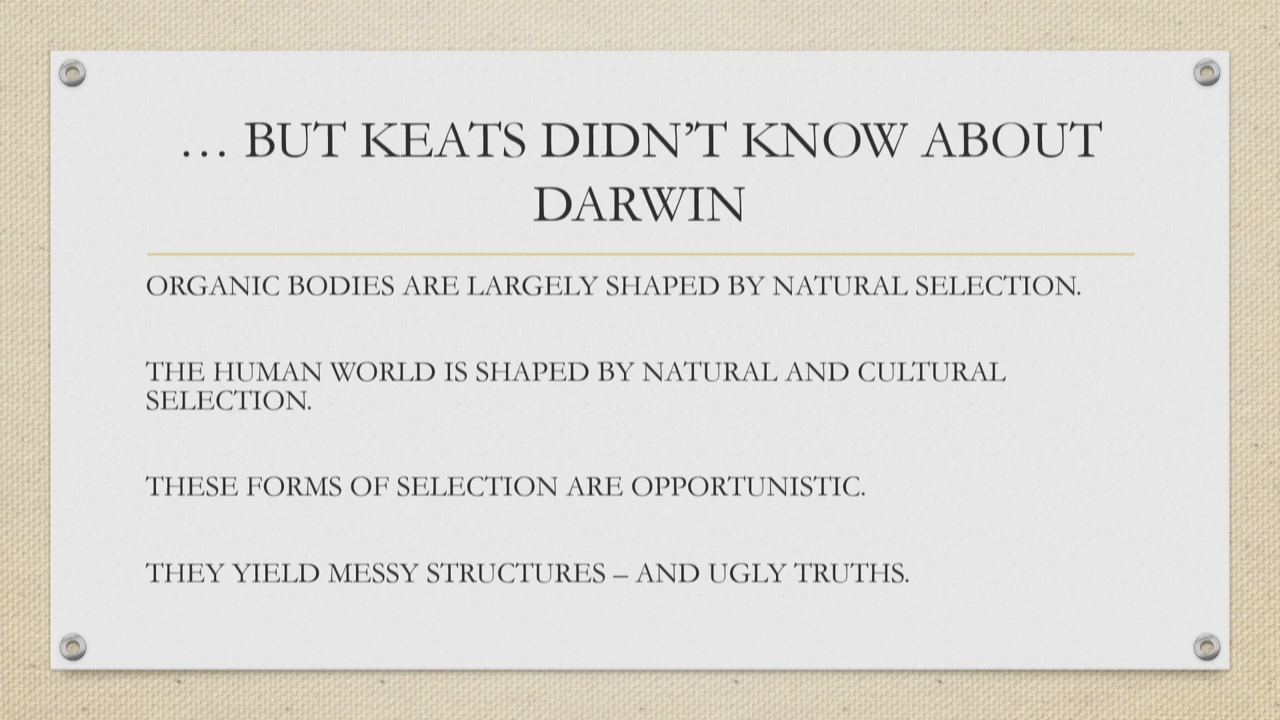 … BUT KEATS DIDN’T KNOW ABOUT
DARWIN
ORGANIC BODIES ARE LARGELY SHAPED BY NATURAL SELECTION.
THE HUMAN WORLD IS SHAPED BY NATURAL AND CULTURAL
SELECTION.
THESE FORMS OF SELECTION ARE OPPORTUNISTIC.
THEY YIELD MESSY STRUCTURES – AND UGLY TRUTHS.